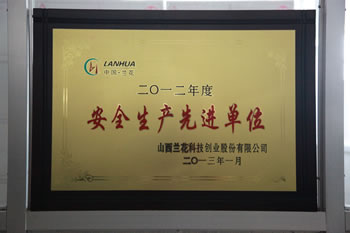 LANHUA
中国·兰花
二〇一二年度
安全生产先进单位
山西兰花科技创业股份有限公司
二〇一三年一月